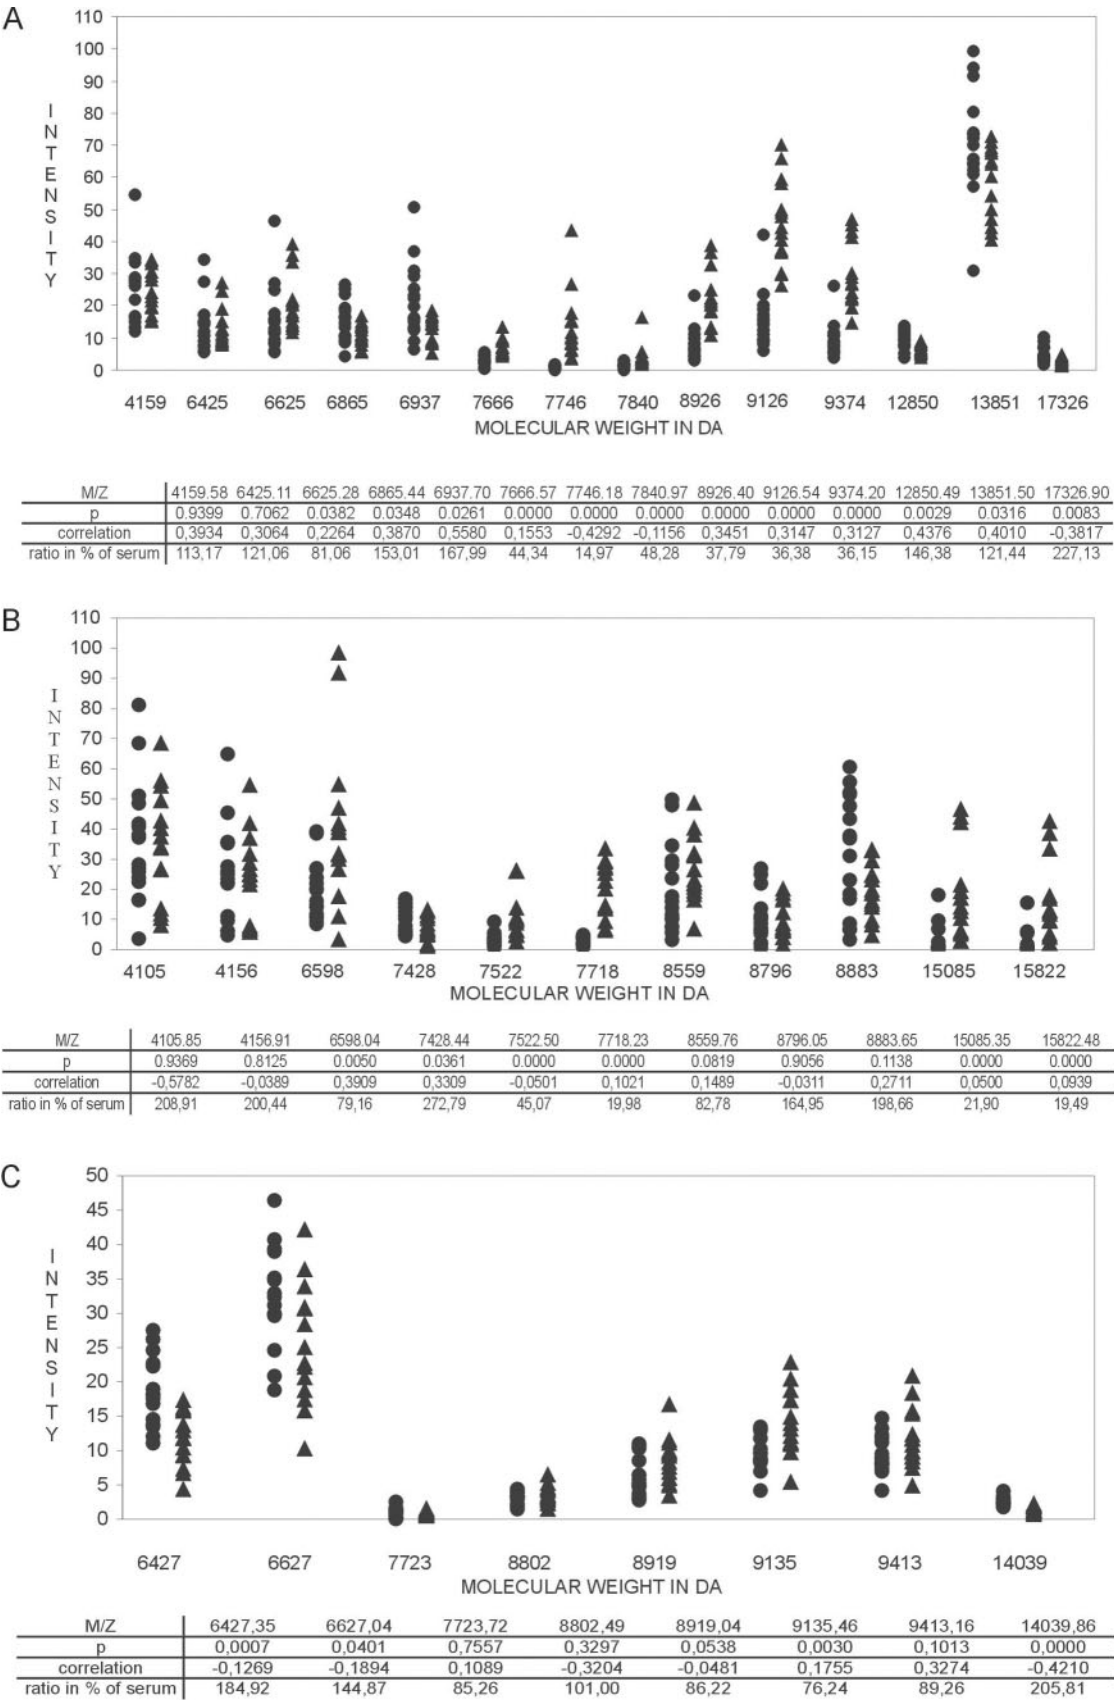 A
110
100
90
80
70
60
50
40
30
20
10
0
INTENSITY
4159 6425 6625 6865 6937 7666 7746 7840 8926 9126 9374 12850 13851 17326
MOLECULAR WEIGHT IN DA
M/Z 4159.58 6425.11 6625.28 6865.44 6937.70 7666.57 7746.18 7840.97 8926.40 9126.54 9374.20 12850.49 13851.50 17326.90
p 0.9399 0.7062 0.0382 0.0348 0.0261 0.0000 0.0000 0.0000 0.0000 0.0000 0.0000 0.0029 0.0316 0.0083
correlation 0,3934 0,3064 0,2264 0,3870 0,5580 0,1553 -0,4292 -0,1156 0,3451 0,3147 0,3127 0,4376 0,4010 -0,3817
ratio in % of serum 113,17 121,06 81,06 153,01 167,99 44,34 14,97 48,28 37,79 36,38 36,15 146,38 121,44 227,13
B
110
100
90
80
70
60
50
40
30
20
10
0
INTENSITY
4105 4156 6598 7428 7522 7718 8559 8796 8883 15085 15822
MOLECULAR WEIGHT IN DA
M/Z 4105.85 4156.91 6598.04 7428.44 7522.50 7718.23 8559.76 8796.05 8883.65 15085.35 15822.48
p 0.9369 0.8125 0.0050 0.0361 0.0000 0.0000 0.0819 0.9056 0.1138 0.0000 0.0000
correlation -0,5782 -0,0389 0,3909 0,3309 -0,0501 0,1021 0,1489 -0,0311 0,2711 0,0500 0,0939
ratio in % of serum 208,91 200,44 79,16 272,79 45,07 19,98 82,78 164,95 198,66 21,90 19,49
C
50
45
40
35
30
25
20
15
10
5
0
INTENSITY
6427 6627 7723 8802 8919 9135 9413 14039
MOLECULAR WEIGHT IN DA
M/Z 6427,35 6627,04 7723,72 8802,49 8919,04 9135,46 9413,16 14039,86
p 0,0007 0,0401 0,7557 0,3297 0,0538 0,0030 0,1013 0,0000
correlation -0,1269 -0,1894 0,1089 -0,3204 -0,0481 0,1755 0,3274 -0,4210
ratio in % of serum 184,92 144,87 85,26 101,00 86,22 76,24 89,26 205,81